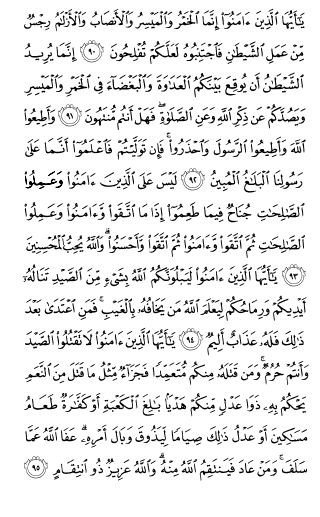 يَٰٓأَيُّهَا ٱلَّذِينَ ءَامَنُوٓا۟ إِنَّمَا ٱلْخَمْرُ وَٱلْمَيْسِرُ وَٱلْأَنصَابُ وَٱلْأَزْلَٰمُ رِجْسٌ
مِّنْ عَمَلِ ٱلشَّيْطَٰنِ فَٱجْتَنِبُوهُ لَعَلَّكُمْ تُفْلِحُونَ ٩٠ إِنَّمَا يُرِيدُ
ٱلشَّيْطَٰنُ أَن يُوقِعَ بَيْنَكُمُ ٱلْعَدَٰوَةَ وَٱلْبَغْضَآءَ فِى ٱلْخَمْرِ وَٱلْمَيْسِرِ
وَيَصُدَّكُمْ عَن ذِكْرِ ٱللَّهِ وَعَنِ ٱلصَّلَوٰةِ ۖ فَهَلْ أَنتُم مُّنتَهُونَ ٩١ وَأَطِيعُوا۟
ٱللَّهَ وَأَطِيعُوا۟ ٱلرَّسُولَ وَٱحْذَرُوا۟ ۚ فَإِن تَوَلَّيْتُمْ فَٱعْلَمُوٓا۟ أَنَّمَا عَلَىٰ
رَسُولِنَا ٱلْبَلَٰغُ ٱلْمُبِينُ ٩٢ لَيْسَ عَلَى ٱلَّذِينَ ءَامَنُوا۟ وَعَمِلُوا۟
ٱلصَّٰلِحَٰتِ جُنَاحٌ فِيمَا طَعِمُوٓا۟ إِذَا مَا ٱتَّقَوا۟ وَّءَامَنُوا۟ وَعَمِلُوا۟
ٱلصَّٰلِحَٰتِ ثُمَّ ٱتَّقَوا۟ وَّءَامَنُوا۟ ثُمَّ ٱتَّقَوا۟ وَّأَحْسَنُوا۟ ۗ وَٱللَّهُ يُحِبُّ ٱلْمُحْسِنِينَ
٩٣ يَٰٓأَيُّهَا ٱلَّذِينَ ءَامَنُوا۟ لَيَبْلُوَنَّكُمُ ٱللَّهُ بِشَىْءٍ مِّنَ ٱلصَّيْدِ تَنَالُهُۥٓ
أَيْدِيكُمْ وَرِمَاحُكُمْ لِيَعْلَمَ ٱللَّهُ مَن يَخَافُهُۥ بِٱلْغَيْبِ ۚ فَمَنِ ٱعْتَدَىٰ بَعْدَ
ذَٰلِكَ فَلَهُۥ عَذَابٌ أَلِيمٌ ٩٤ يَٰٓأَيُّهَا ٱلَّذِينَ ءَامَنُوا۟ لَا تَقْتُلُوا۟ ٱلصَّيْدَ
وَأَنتُمْ حُرُمٌ ۚ وَمَن قَتَلَهُۥ مِنكُم مُّتَعَمِّدًا فَجَزَآءٌ مِّثْلُ مَا قَتَلَ مِنَ ٱلنَّعَمِ
يَحْكُمُ بِهِۦ ذَوَا عَدْلٍ مِّنكُمْ هَدْيًۢا بَٰلِغَ ٱلْكَعْبَةِ أَوْ كَفَّٰرَةٌ طَعَامُ
مَسَٰكِينَ أَوْ عَدْلُ ذَٰلِكَ صِيَامًا لِّيَذُوقَ وَبَالَ أَمْرِهِۦ ۗ عَفَا ٱللَّهُ عَمَّا
سَلَفَ ۚ وَمَنْ عَادَ فَيَنتَقِمُ ٱللَّهُ مِنْهُ ۗ وَٱللَّهُ عَزِيزٌ ذُو ٱنتِقَامٍ ٩٥